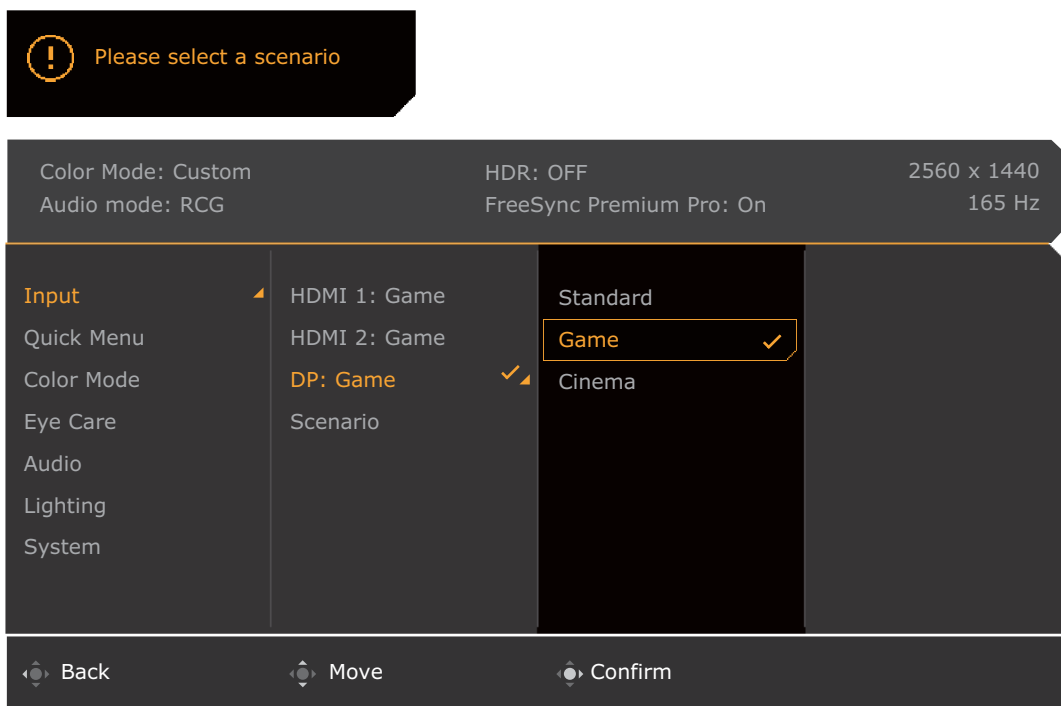 Please select a scenario
Color Mode: Custom
HDR: OFF
2560 x 1440
Audio mode: RCG
FreeSync Premium Pro: On
165 Hz
Input
Quick Menu
Color Mode
Eye Care
Audio
Lighting
System
HDMI 1: Game
HDMI 2: Game
DP: Game
Scenario
Standard
Game
Cinema
Back
Move
Confirm